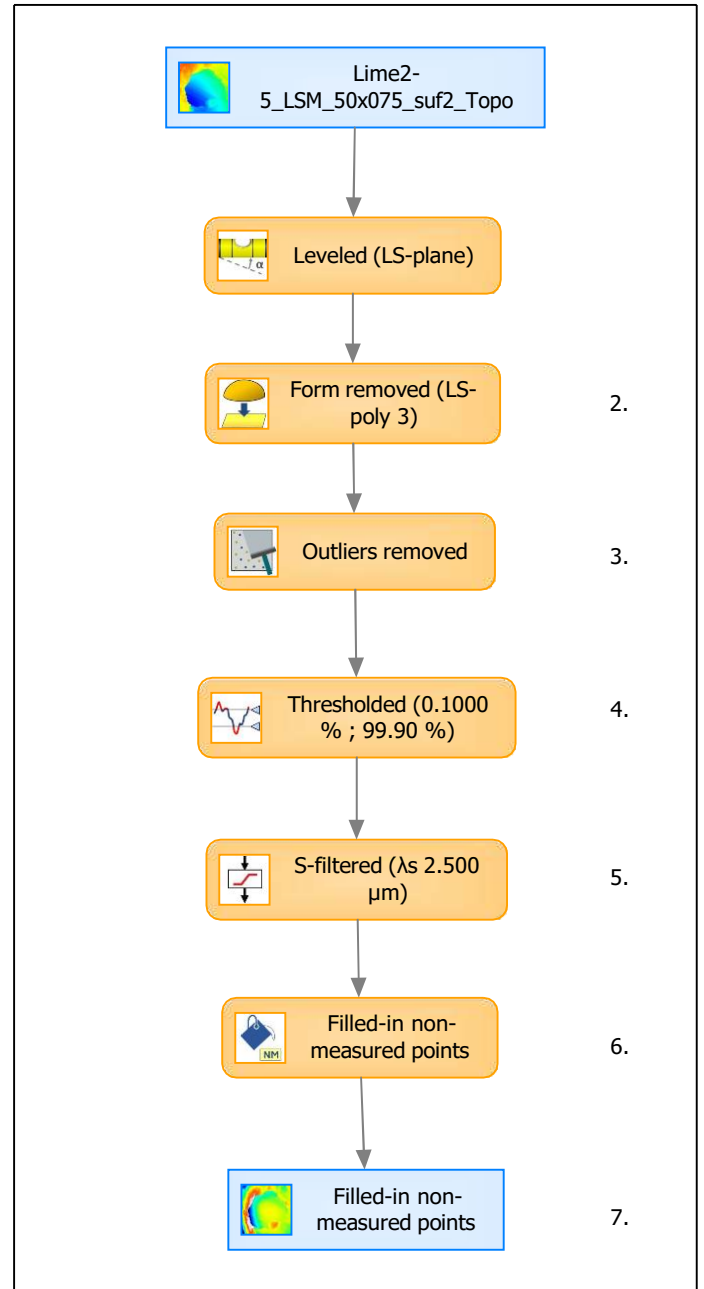 Lime2-
5_LSM_50x075_suf2_Topo
α
Leveled (LS-plane)
Form removed (LS-
poly 3)
2.
Outliers removed
3.
Thresholded (0.1000
% ; 99.90 %)
4.
S-filtered (λs 2.500
µm)
5.
NM
Filled-in non-
measured points
6.
Filled-in non-
measured points
7.